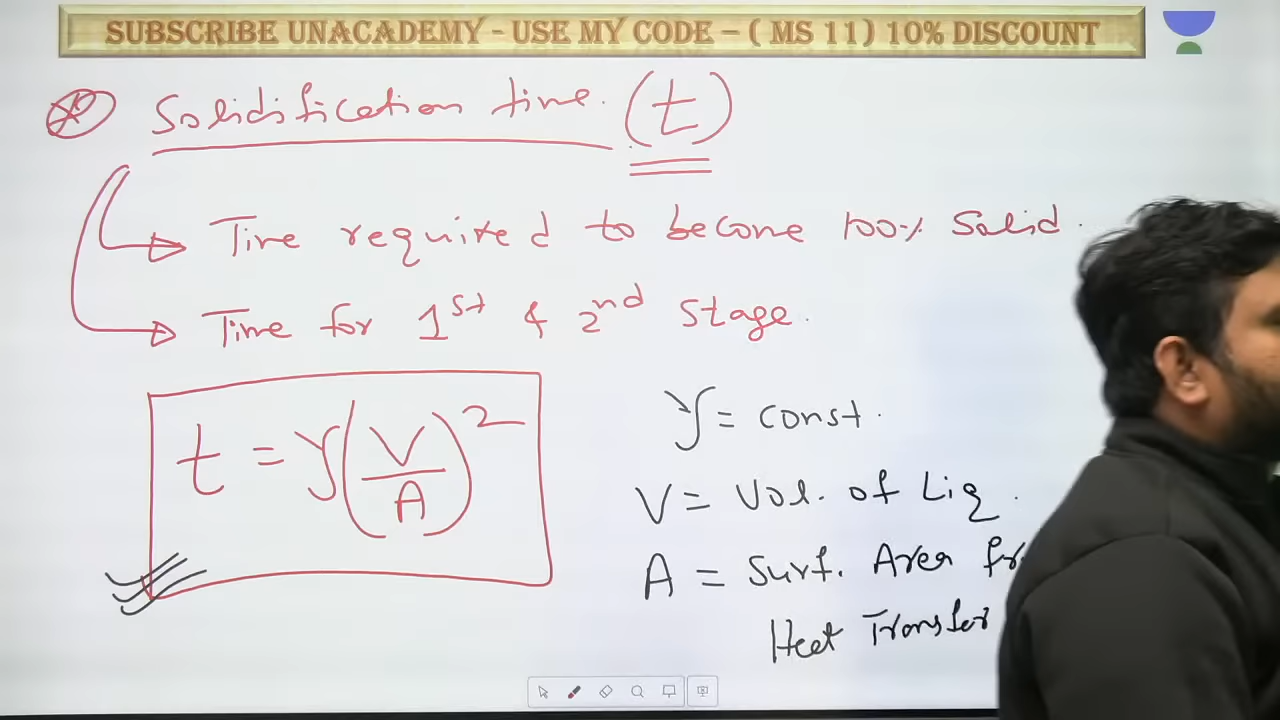 SUBSCRIBE UNACADEMY - USE MY CODE – ( MS 11) 10% DISCOUNT
Solidification time. (t)
Time required to become 100% Solid.
Time for 1st & 2nd Stage.
t = γ(V/A)²
γ = const.
V = Vol. of Liq.
A = Surf. Area
Heat Transfer